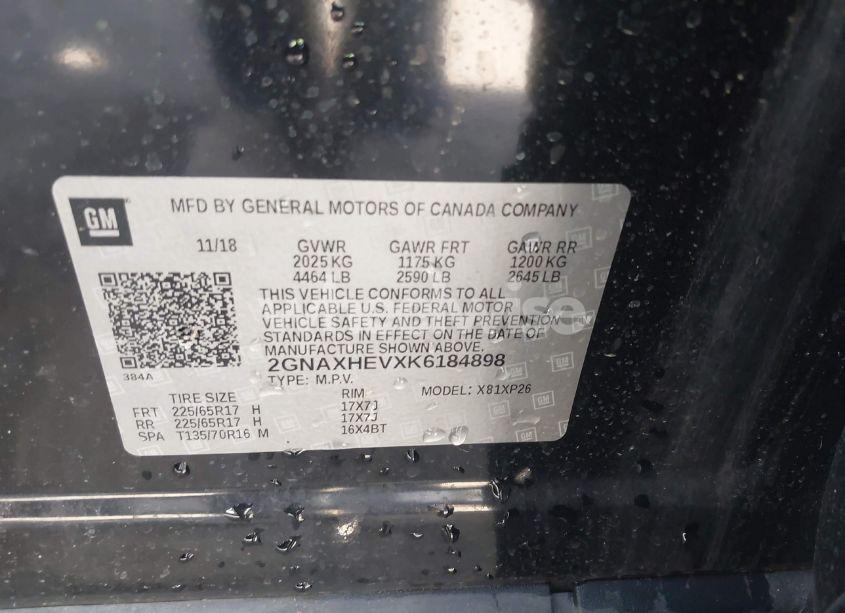 GM
MFD BY GENERAL MOTORS OF CANADA COMPANY
11/18 GVWR GAWR FRT GAWR RR
2025 KG 1175 KG 1200 KG
4464 LB 2590 LB 2645 LB
THIS VEHICLE CONFORMS TO ALL
APPLICABLE U.S. FEDERAL MOTOR
VEHICLE SAFETY AND THEFT PREVENTION
STANDARDS IN EFFECT ON THE DATE OF
MANUFACTURE SHOWN ABOVE.
384A
2GNAXHEVXK6184898
TYPE: M.P.V. MODEL: X81XP26
TIRE SIZE RIM
FRT 225/65R17 H 17X7J
RR 225/65R17 H 17X7J
SPA T135/70R16 M 16X4BT